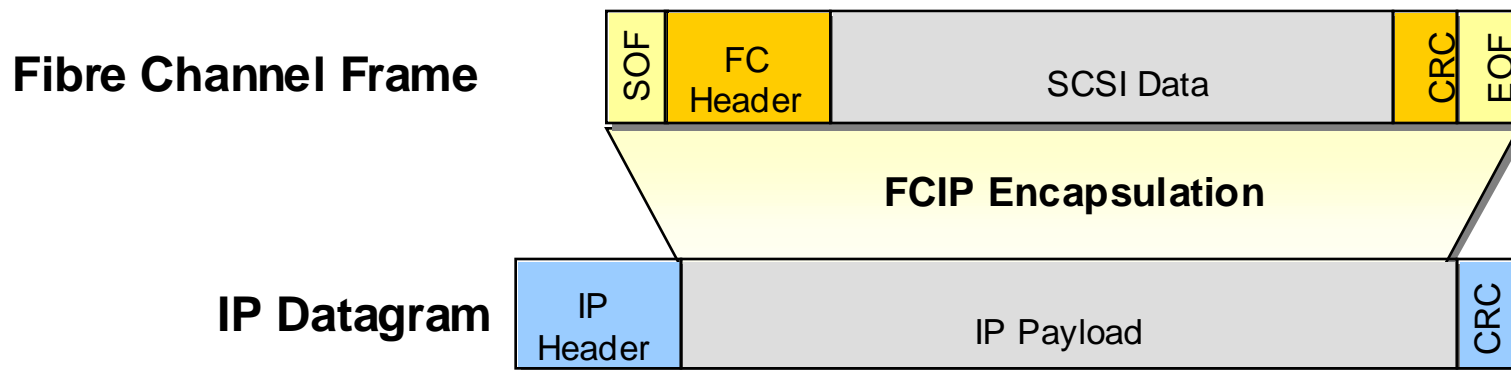 Fibre Channel Frame
SOF
FC
Header
SCSI Data
CRC
EOF
FCIP Encapsulation
IP Datagram
IP
Header
IP Payload
CRC